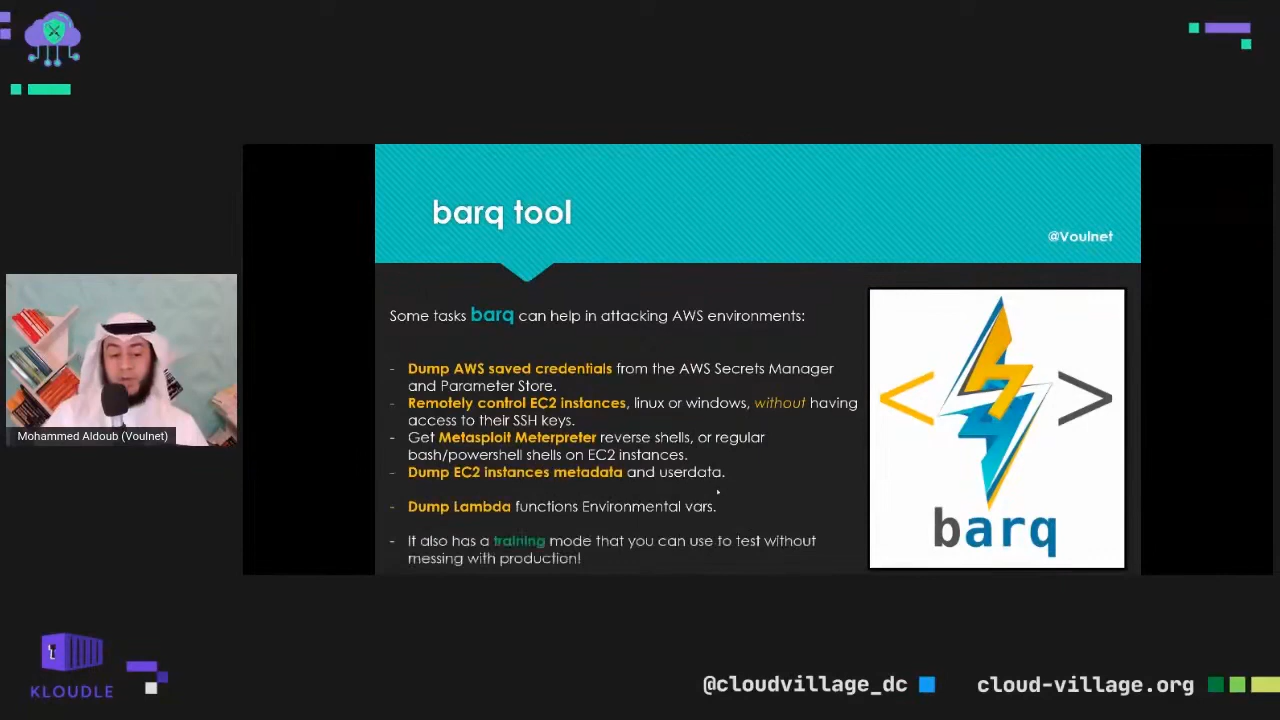 barq tool
@Voulnet
Some tasks barq can help in attacking AWS environments:
- Dump AWS saved credentials from the AWS Secrets Manager
and Parameter Store.
- Remotely control EC2 instances, linux or windows, without having
access to their SSH keys.
- Get Metasploit Meterpreter reverse shells, or regular
bash/powershell shells on EC2 instances.
- Dump EC2 instances metadata and userdata.
- Dump Lambda functions Environmental vars.
- It also has a training mode that you can use to test without
messing with production!
< >
barq
Mohammed Aldoub (Voulnet)
KLOUDLE
@cloudvillage_dc
cloud-village.org